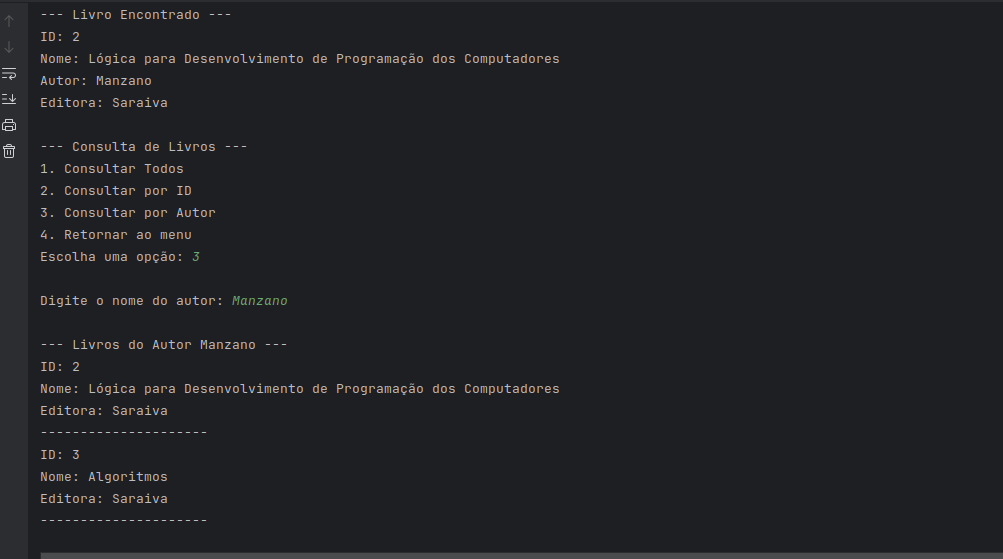 --- Livro Encontrado ---
ID: 2
Nome: Lógica para Desenvolvimento de Programação dos Computadores
Autor: Manzano
Editora: Saraiva
--- Consulta de Livros ---
1. Consultar Todos
2. Consultar por ID
3. Consultar por Autor
4. Retornar ao menu
Escolha uma opção: 3
Digite o nome do autor: Manzano
--- Livros do Autor Manzano ---
ID: 2
Nome: Lógica para Desenvolvimento de Programação dos Computadores
Editora: Saraiva
---------------------
ID: 3
Nome: Algoritmos
Editora: Saraiva
---------------------